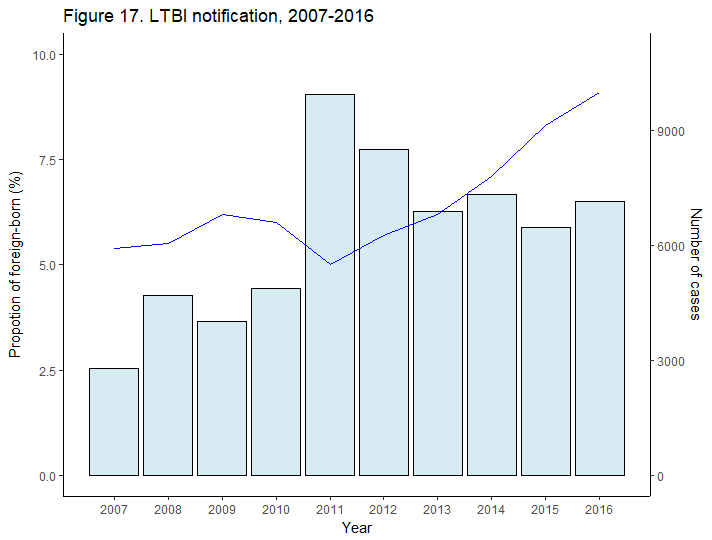 Figure 17. LTBI notification, 2007-2016
10.0
7.5
5.0
2.5
0.0
Propotion of foreign-born (%)
9000
6000
3000
0
Number of cases
2007 2008 2009 2010 2011 2012 2013 2014 2015 2016
Year